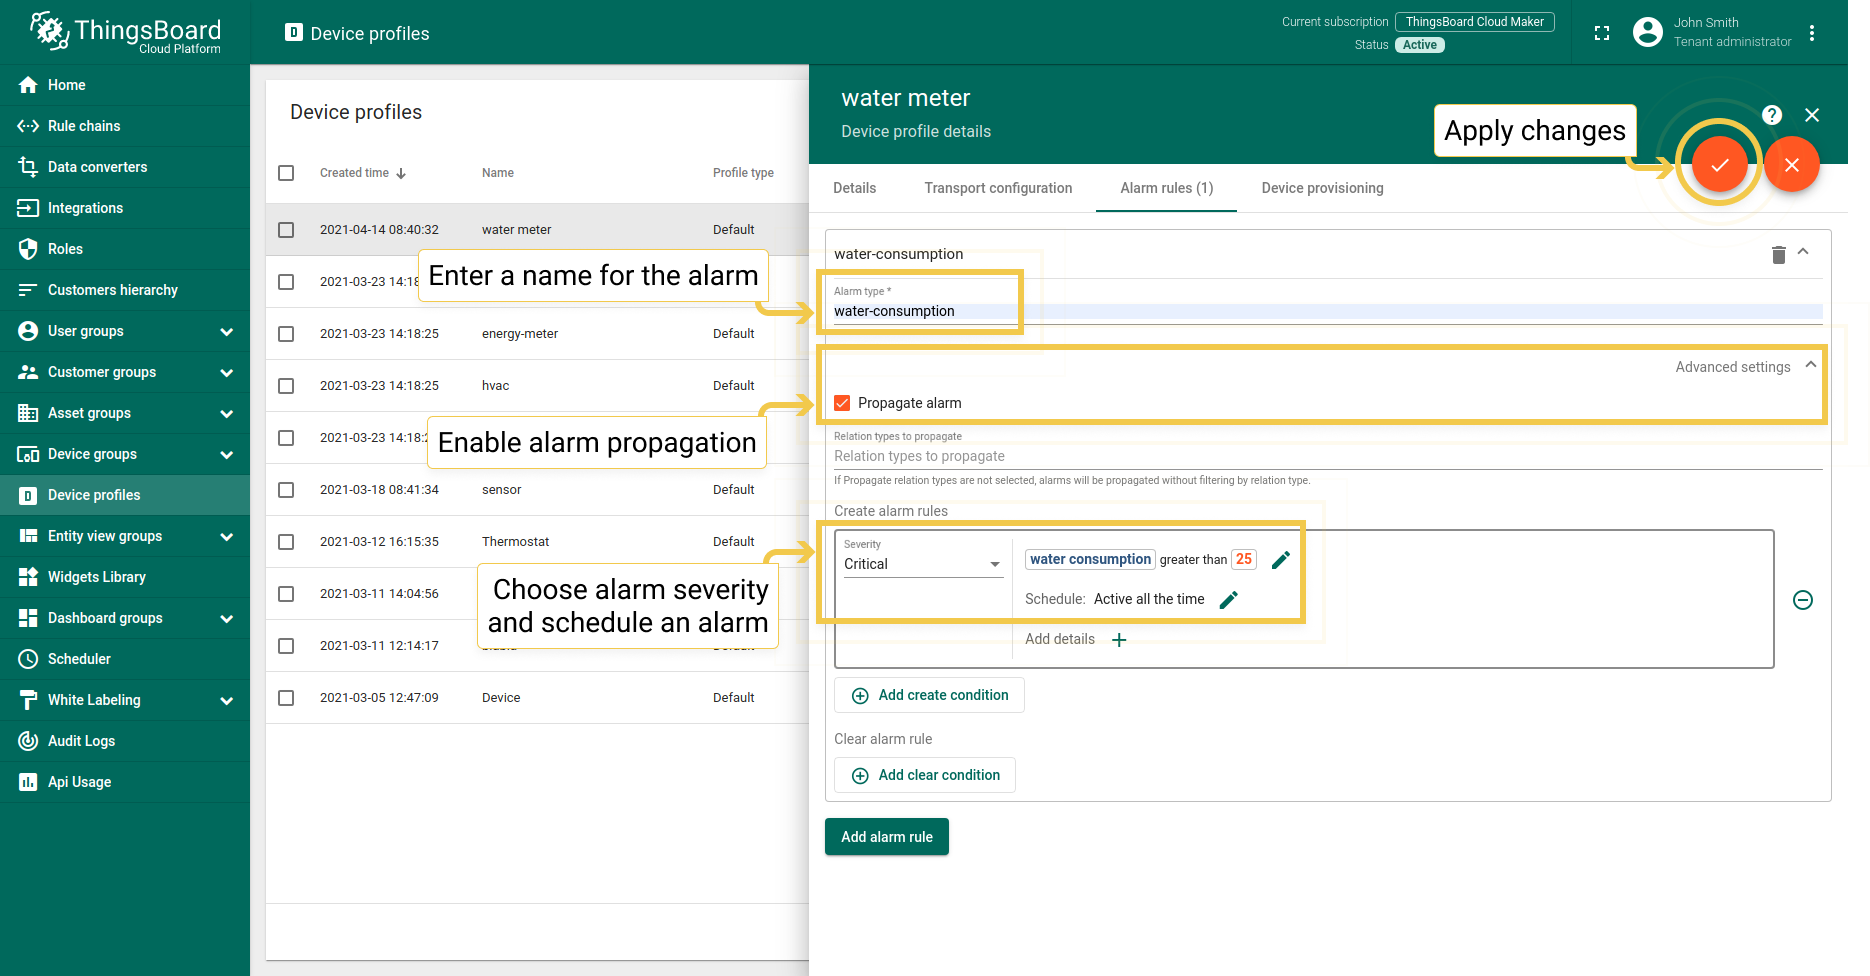 ThingsBoard
Cloud Platform
Device profiles
Current subscription ThingsBoard Cloud Maker
Status Active
John Smith
Tenant administrator
Home
Rule chains
Data converters
Integrations
Roles
Customers hierarchy
User groups
Customer groups
Asset groups
Device groups
Device profiles
Entity view groups
Widgets Library
Dashboard groups
Scheduler
White Labeling
Audit Logs
Api Usage
Device profiles
Created time Name Profile type
2021-04-14 08:40:32 water meter Default
2021-03-23 14:18
2021-03-23 14:18:25 energy-meter Default
2021-03-23 14:18:25 hvac Default
2021-03-23 14:18:2
2021-03-18 08:41:34 sensor Default
2021-03-12 16:15:35 Thermostat Default
2021-03-11 14:04:56
2021-03-11 12:14:17
2021-03-05 12:47:09 Device Default
Enter a name for the alarm
Enable alarm propagation
Choose alarm severity
and schedule an alarm
water meter
Device profile details
Apply changes
Details Transport configuration Alarm rules (1) Device provisioning
water-consumption
Alarm type *
water-consumption
Advanced settings
Propagate alarm
Relation types to propagate
Relation types to propagate
If Propagate relation types are not selected, alarms will be propagated without filtering by relation type.
Create alarm rules
Severity
Critical
water consumption greater than 25
Schedule: Active all the time
Add details
Add create condition
Clear alarm rule
Add clear condition
Add alarm rule